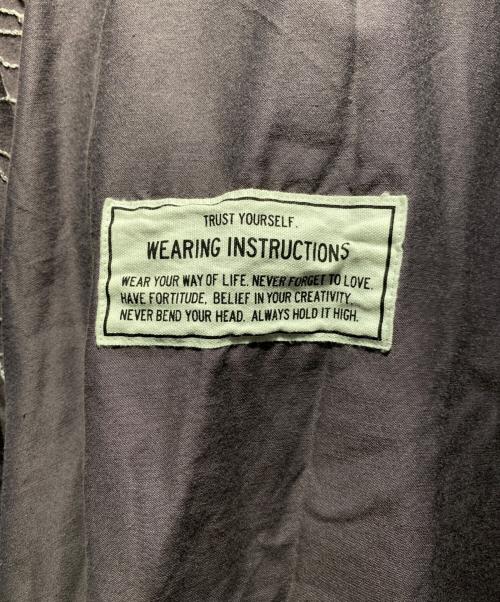 TRUST YOURSELF.
WEARING INSTRUCTIONS
WEAR YOUR WAY OF LIFE. NEVER FORGET TO LOVE.
HAVE FORTITUDE, BELIEF IN YOUR CREATIVITY.
NEVER BEND YOUR HEAD. ALWAYS HOLD IT HIGH.